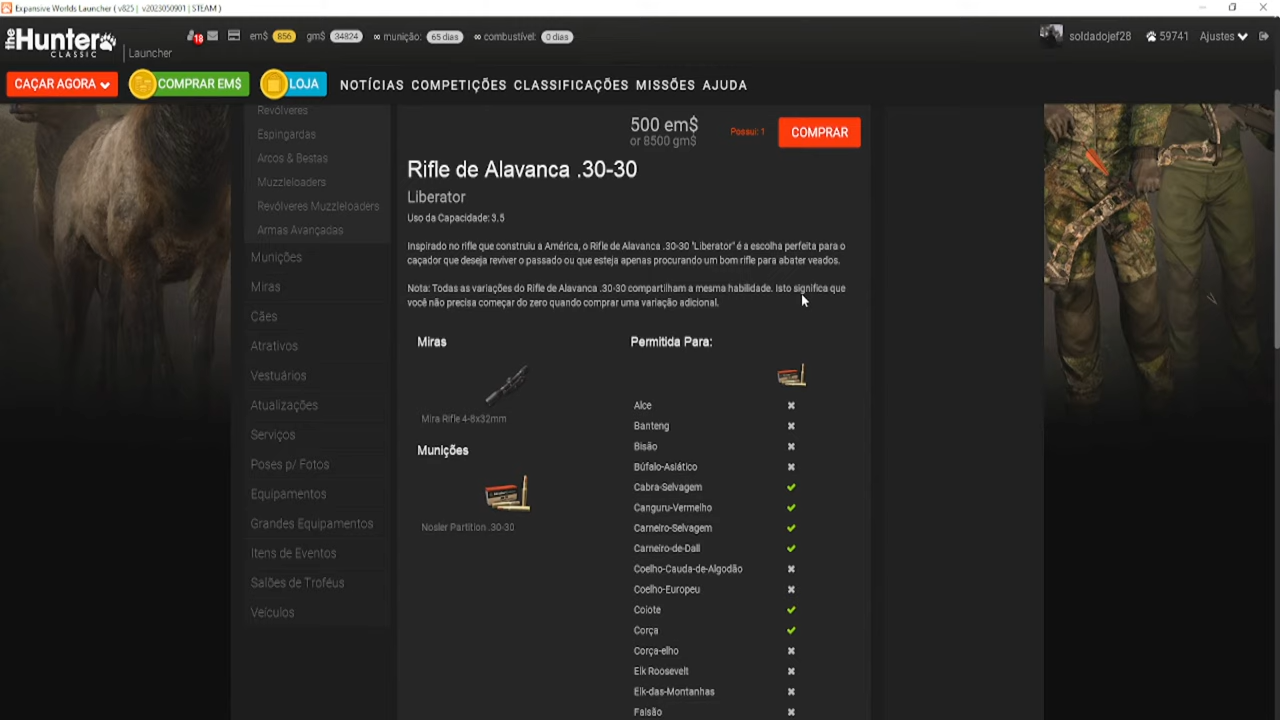 Expansive Worlds Launcher ( v825 | v2023050901 | STEAM )
theHunter CLASSIC Launcher
18 em$ 856 gm$ 34824 ∞ munição: 65 dias ∞ combustível: 0 dias
soldadojef28 59741 Ajustes
CAÇAR AGORA COMPRAR EM$ LOJA NOTÍCIAS COMPETIÇÕES CLASSIFICAÇÕES MISSÕES AJUDA
Revólveres
Espingardas
Arcos & Bestas
Muzzleloaders
Revólveres Muzzleloaders
Armas Avançadas
Munições
Miras
Cães
Atrativos
Vestuários
Atualizações
Serviços
Poses p/ Fotos
Equipamentos
Grandes Equipamentos
Itens de Eventos
Salões de Troféus
Veículos
500 em$
or 8500 gm$
Possui: 1
COMPRAR
Rifle de Alavanca .30-30
Liberator
Uso da Capacidade: 3.5
Inspirado no rifle que construiu a América, o Rifle de Alavanca .30-30 "Liberator" é a escolha perfeita para o
caçador que deseja reviver o passado ou que esteja apenas procurando um bom rifle para abater veados.
Nota: Todas as variações do Rifle de Alavanca .30-30 compartilham a mesma habilidade. Isto significa que
você não precisa começar do zero quando comprar uma variação adicional.
Miras
Mira Rifle 4-8x32mm
Munições
Nosler Partition .30-30
Permitida Para:
Alce
Banteng
Bisão
Búfalo-Asiático
Cabra-Selvagem
Canguru-Vermelho
Carneiro-Selvagem
Carneiro-de-Dall
Coelho-Cauda-de-Algodão
Coelho-Europeu
Coiote
Corça
Corça-elho
Elk Roosevelt
Elk-das-Montanhas
Faisão